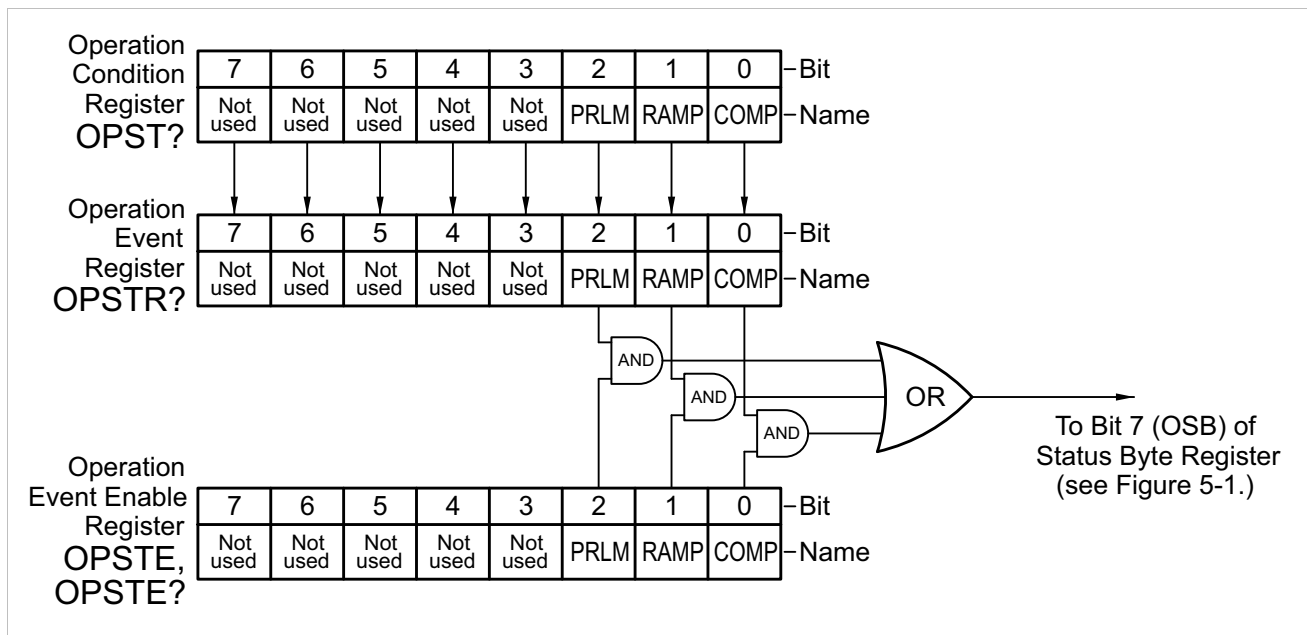 Operation
Condition
Register
OPST?
7 6 5 4 3 2 1 0 Bit
Not used Not used Not used Not used Not used PRLM RAMP COMP Name
Operation
Event
Register
OPSTR?
7 6 5 4 3 2 1 0 Bit
Not used Not used Not used Not used Not used PRLM RAMP COMP Name
AND
AND
AND
OR
To Bit 7 (OSB) of
Status Byte Register
(see Figure 5-1.)
Operation
Event Enable
Register
OPSTE,
OPSTE?
7 6 5 4 3 2 1 0 Bit
Not used Not used Not used Not used Not used PRLM RAMP COMP Name